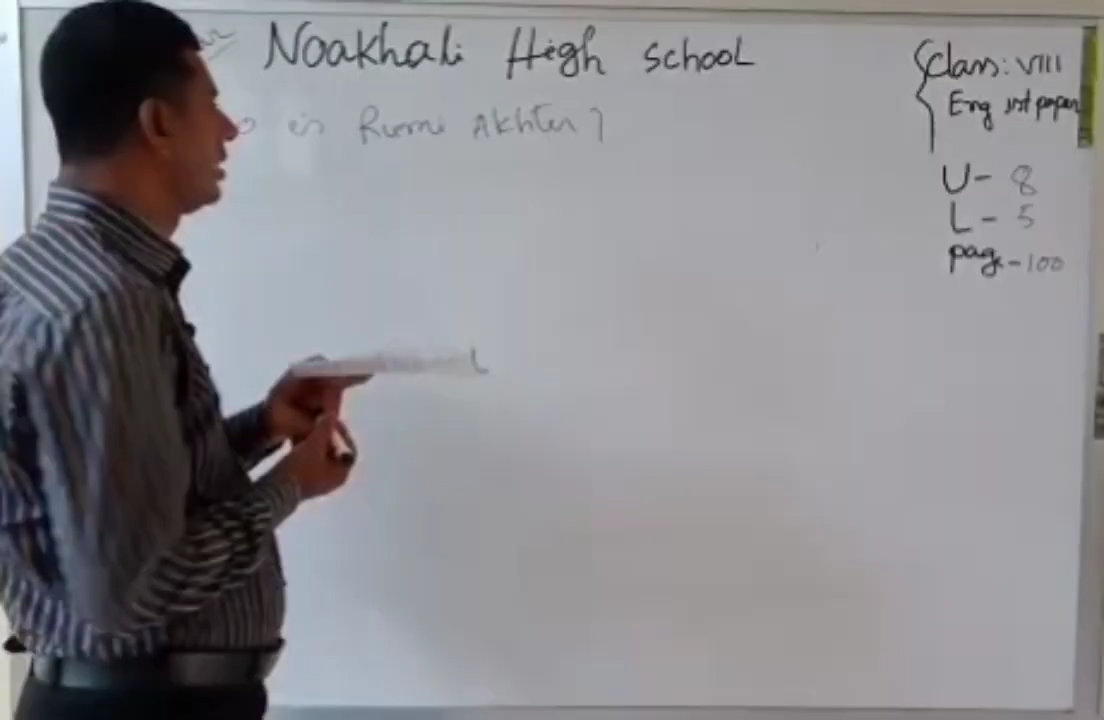 Noakhali High School
is Rumi Akhter?
Class: VIII
Eng 1st paper
U- 8
L- 5
page-100